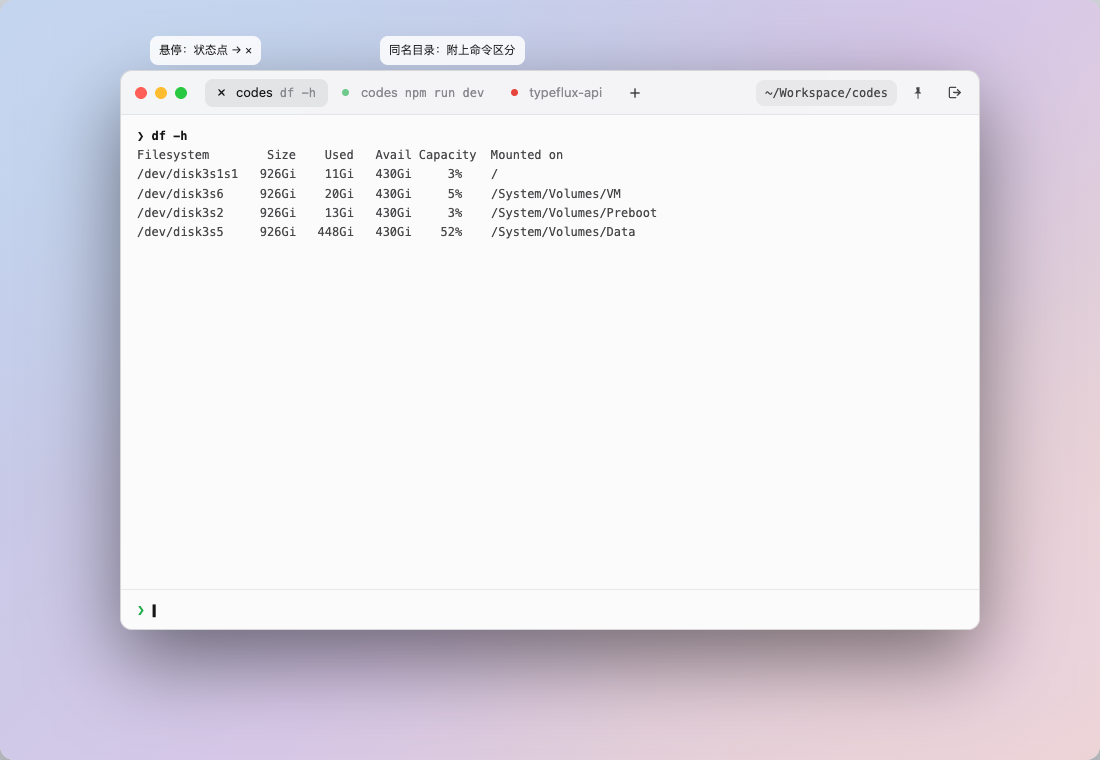 悬停：状态点 → ×
同名目录：附上命令区分
× codes df -h
codes npm run dev
typeflux-api
+
~/Workspace/codes
❯ df -h
Filesystem        Size    Used   Avail Capacity  Mounted on
/dev/disk3s1s1   926Gi    11Gi   430Gi     3%    /
/dev/disk3s6     926Gi    20Gi   430Gi     5%    /System/Volumes/VM
/dev/disk3s2     926Gi    13Gi   430Gi     3%    /System/Volumes/Preboot
/dev/disk3s5     926Gi   448Gi   430Gi    52%    /System/Volumes/Data
❯